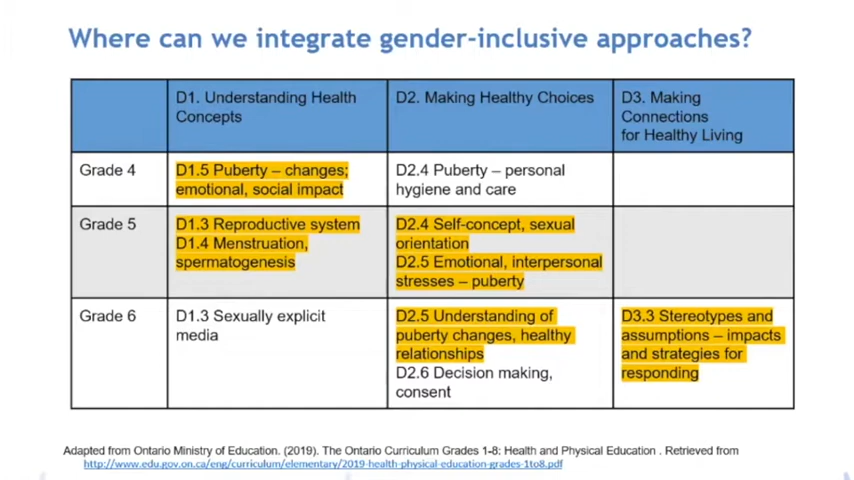 Where can we integrate gender-inclusive approaches?
D1. Understanding Health
Concepts
D2. Making Healthy Choices
D3. Making
Connections
for Healthy Living
Grade 4
D1.5 Puberty – changes;
emotional, social impact
D2.4 Puberty – personal
hygiene and care
Grade 5
D1.3 Reproductive system
D1.4 Menstruation,
spermatogenesis
D2.4 Self-concept, sexual
orientation
D2.5 Emotional, interpersonal
stresses – puberty
Grade 6
D1.3 Sexually explicit
media
D2.5 Understanding of
puberty changes, healthy
relationships
D2.6 Decision making,
consent
D3.3 Stereotypes and
assumptions – impacts
and strategies for
responding
Adapted from Ontario Ministry of Education. (2019). The Ontario Curriculum Grades 1-8: Health and Physical Education . Retrieved from
http://www.edu.gov.on.ca/eng/curriculum/elementary/2019-health-physical-education-grades-1to8.pdf